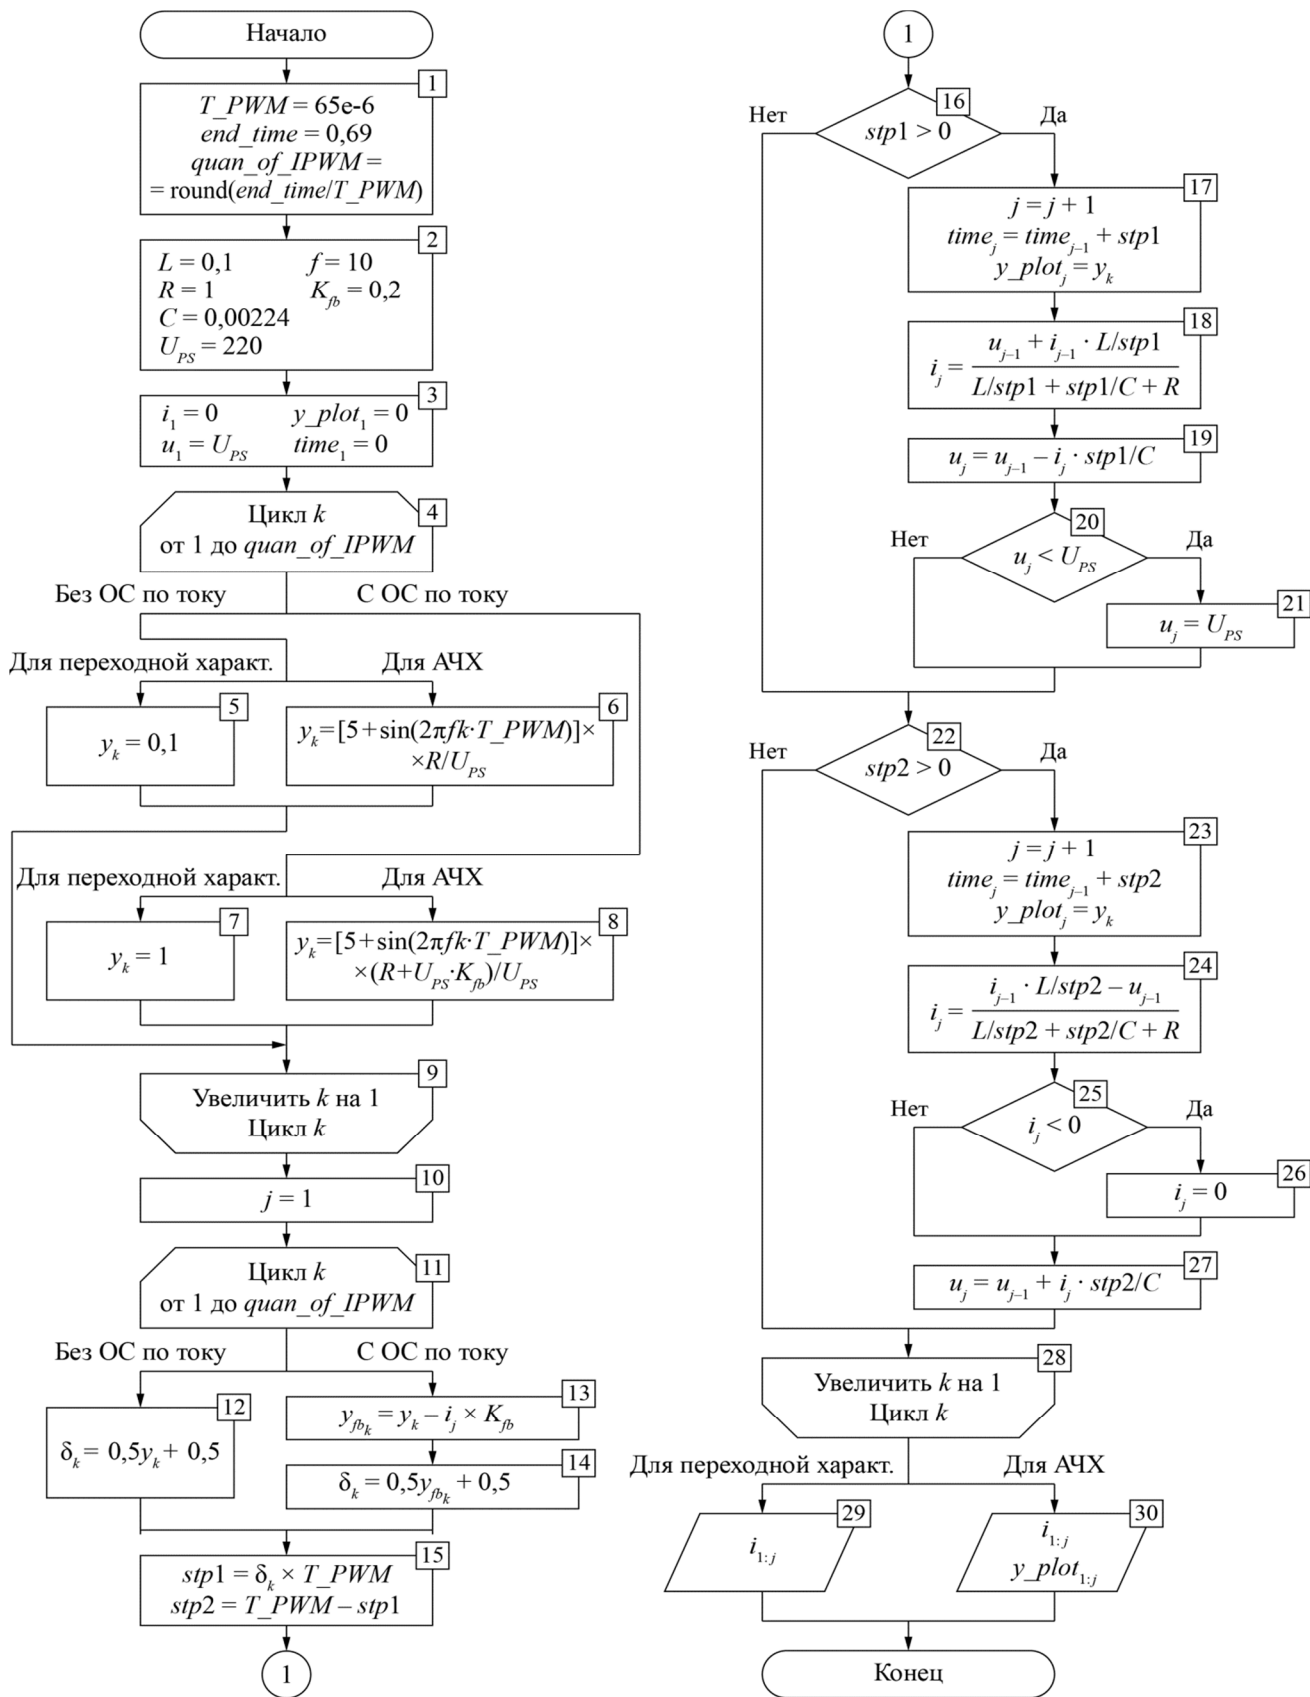 Начало
1
T_PWM = 65e-6
end_time = 0,69
quan_of_IPWM =
= round(end_time/T_PWM)
2
L = 0,1 f = 10
R = 1 K_fb = 0,2
C = 0,00224
U_PS = 220
3
i_1 = 0 y_plot_1 = 0
u_1 = U_PS time_1 = 0
4
Цикл k
от 1 до quan_of_IPWM
Без ОС по току С ОС по току
Для переходной характ. Для АЧХ
5
y_k = 0,1
6
y_k=[5+sin(2πfk·T_PWM)]×
×R/U_PS
Для переходной характ. Для АЧХ
7
y_k = 1
8
y_k=[5+sin(2πfk·T_PWM)]×
×(R+U_PS·K_fb)/U_PS
9
Увеличить k на 1
Цикл k
10
j = 1
11
Цикл k
от 1 до quan_of_IPWM
Без ОС по току С ОС по току
12
δ_k = 0,5y_k + 0,5
13
y_fb_k = y_k – i_j × K_fb
14
δ_k = 0,5y_fb_k + 0,5
15
stp1 = δ_k × T_PWM
stp2 = T_PWM – stp1
1
1
16
Нет Да
stp1 > 0
17
j = j + 1
time_j = time_j–1 + stp1
y_plot_j = y_k
18
u_j–1 + i_j–1 · L/stp1
i_j =
L/stp1 + stp1/C + R
19
u_j = u_j–1 – i_j · stp1/C
20
Нет Да
u_j < U_PS
21
u_j = U_PS
22
Нет Да
stp2 > 0
23
j = j + 1
time_j = time_j–1 + stp2
y_plot_j = y_k
24
i_j–1 · L/stp2 – u_j–1
i_j =
L/stp2 + stp2/C + R
25
Нет Да
i_j < 0
26
i_j = 0
27
u_j = u_j–1 + i_j · stp2/C
28
Увеличить k на 1
Цикл k
Для переходной характ. Для АЧХ
29
i_1:j
30
i_1:j
y_plot_1:j
Конец